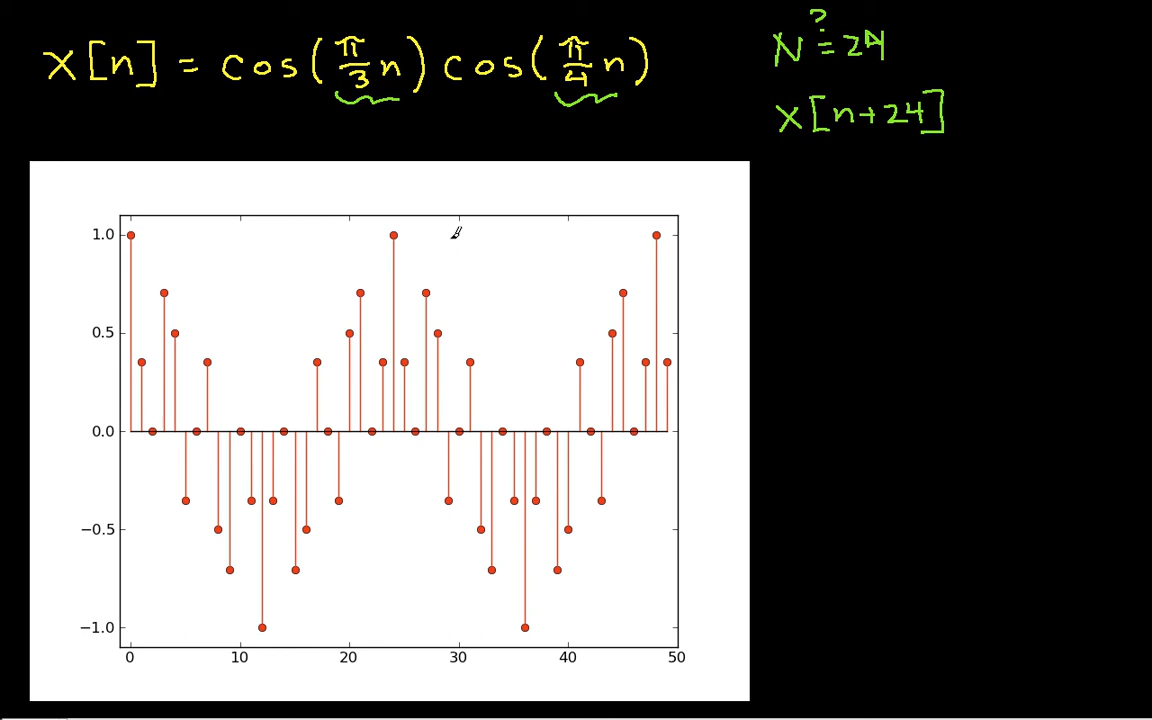 x[n] = cos(π/3 n) cos(π/4 n)
N ?= 24
x[n+24]
1.0
0.5
0.0
−0.5
−1.0
0 10 20 30 40 50